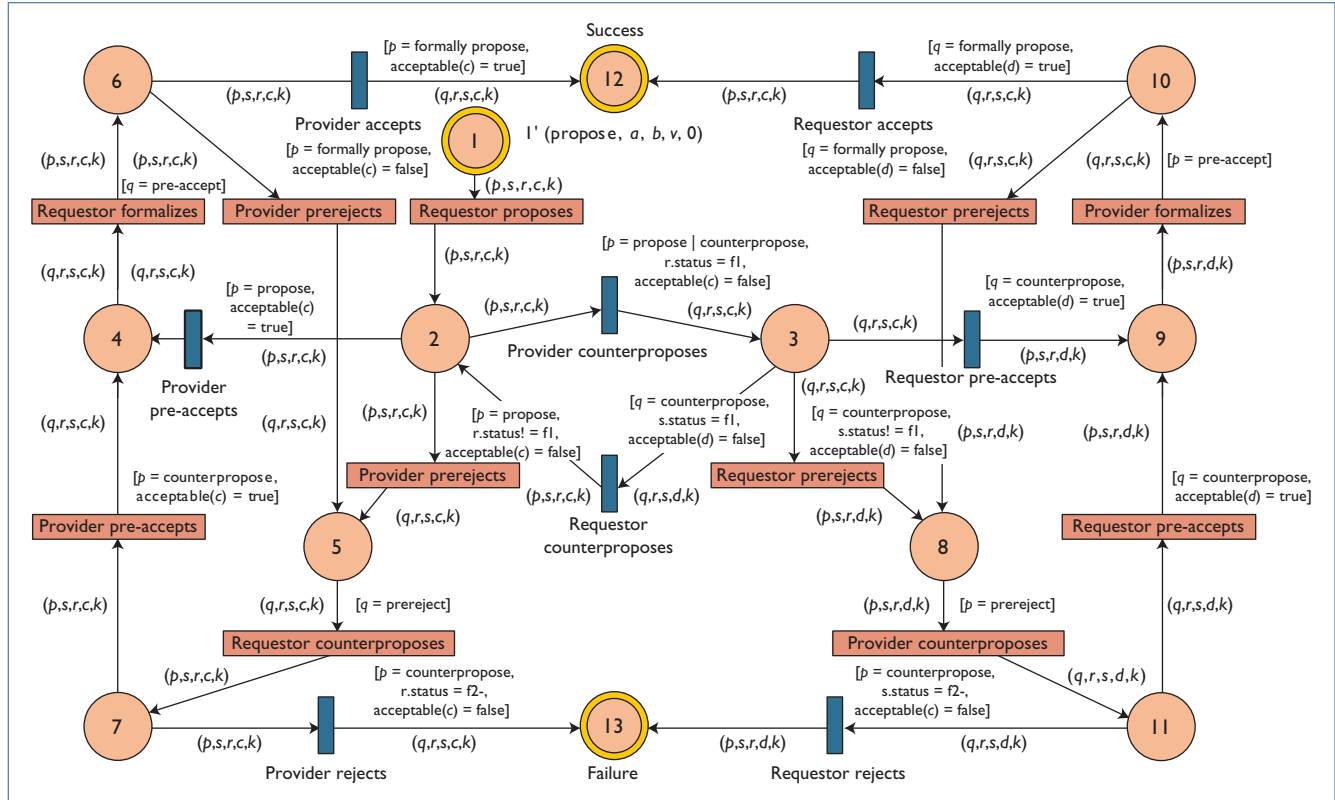 Success
[p = formally propose,
acceptable(c) = true]
[q = formally propose,
acceptable(d) = true]
6
12
10
(p,s,r,c,k)
(q,r,s,c,k)
(p,s,r,c,k)
(q,r,s,c,k)
Provider accepts
1
1' (propose, a, b, v, 0)
Requestor accepts
[p = formally propose,
acceptable(c) = false]
[q = formally propose,
acceptable(d) = false]
(p,s,r,c,k)
(p,s,r,c,k)
(q,r,s,c,k)
(q,r,s,c,k)
[p = pre-accept]
[q = pre-accept]
(p,s,r,c,k)
Requestor formalizes
Provider prerejects
Requestor proposes
Requestor prerejects
Provider formalizes
(q,r,s,c,k)
(q,r,s,c,k)
(p,s,r,c,k)
[p = propose | counterpropose,
r.status = f1,
acceptable(c) = false]
(p,s,r,d,k)
[p = propose,
acceptable(c)
= true]
[q = counterpropose,
acceptable(d) = true]
(p,s,r,c,k)
(q,r,s,c,k)
(q,r,s,c,k)
4
2
3
9
(p,s,r,c,k)
Provider counterproposes
(p,s,r,d,k)
Provider
pre-accepts
Requestor pre-accepts
(q,r,s,c,k)
(q,r,s,c,k)
(p,s,r,c,k)
[p = propose,
r.status! = f1,
acceptable(c) = false]
[q = counterpropose,
s.status = f1,
acceptable(d) = false]
(q,r,s,c,k)
[q = counterpropose,
s.status! = f1,
acceptable(d) = false]
(p,s,r,d,k)
(p,s,r,d,k)
[p = counterpropose,
acceptable(c) = true]
Provider prerejects
(p,s,r,c,k)
(q,r,s,d,k)
Requestor prerejects
[q = counterpropose,
acceptable(d) = true]
Provider pre-accepts
(q,r,s,c,k)
Requestor
counterproposes
(p,s,r,d,k)
Requestor pre-accepts
5
8
(p,s,r,c,k)
(q,r,s,c,k)
[q = prereject]
(p,s,r,d,k)
[p = prereject]
(q,r,s,d,k)
Requestor counterproposes
Provider counterproposes
(p,s,r,c,k)
[p = counterpropose,
r.status = f2-,
acceptable(c) = false]
[p = counterpropose,
s.status = f2-,
acceptable(c) = false]
(q,r,s,d,k)
7
13
11
(p,s,r,c,k)
(q,r,s,c,k)
(p,s,r,d,k)
(q,r,s,d,k)
Provider rejects
Failure
Requestor rejects